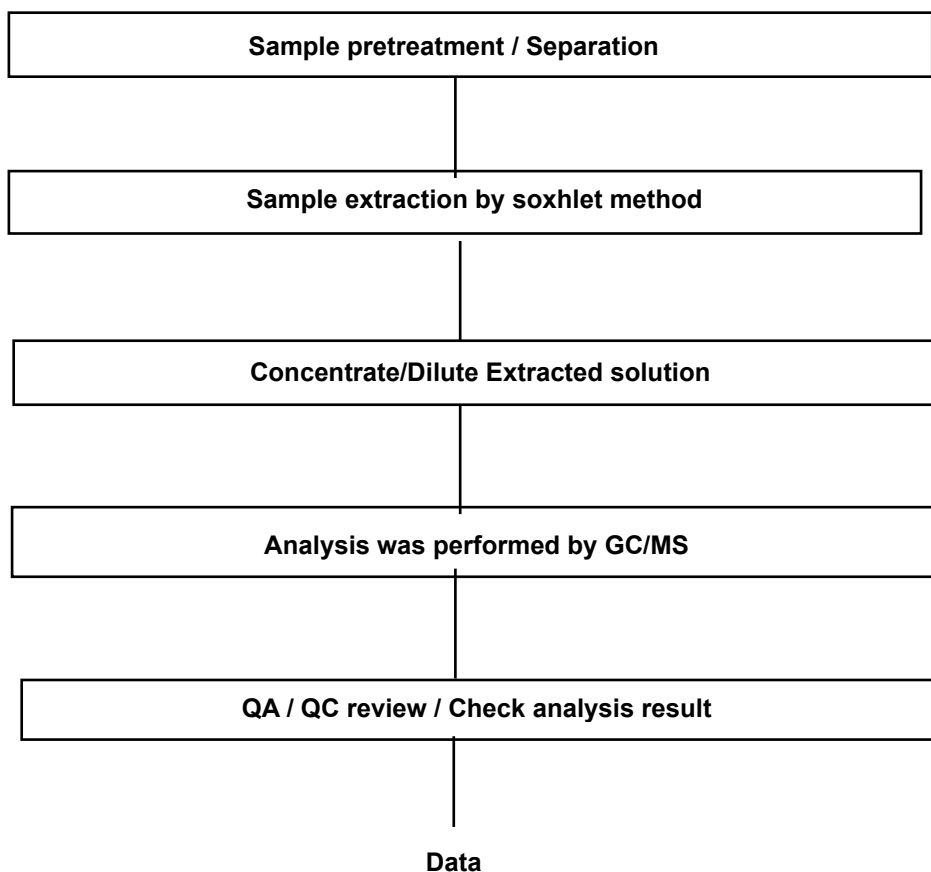 Sample pretreatment / Separation
Sample extraction by soxhlet method
Concentrate/Dilute Extracted solution
Analysis was performed by GC/MS
QA / QC review / Check analysis result
Data